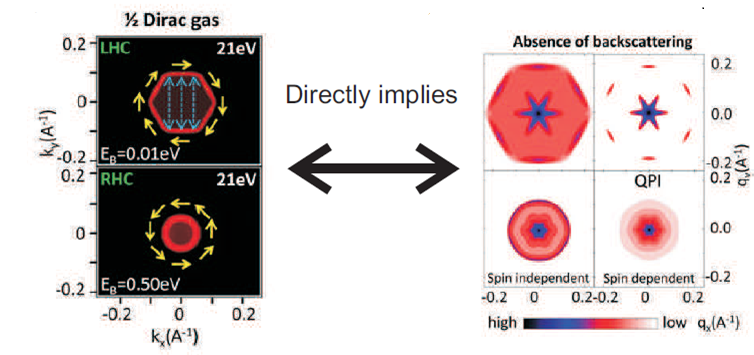 ½ Dirac gas
LHC 21eV
E_B=0.01eV
RHC 21eV
E_B=0.50eV
0.2
0
-0.2
0.2
0
-0.2
k_y(A⁻¹)
-0.2 0 0.2
k_x(A⁻¹)
Directly implies
Absence of backscattering
0.2
0.0
-0.2
QPI
0.2
0.0
-0.2
q_y(A⁻¹)
Spin independent Spin dependent
-0.2 0 0.2 -0.2 0 0.2
high low q_x(A⁻¹)